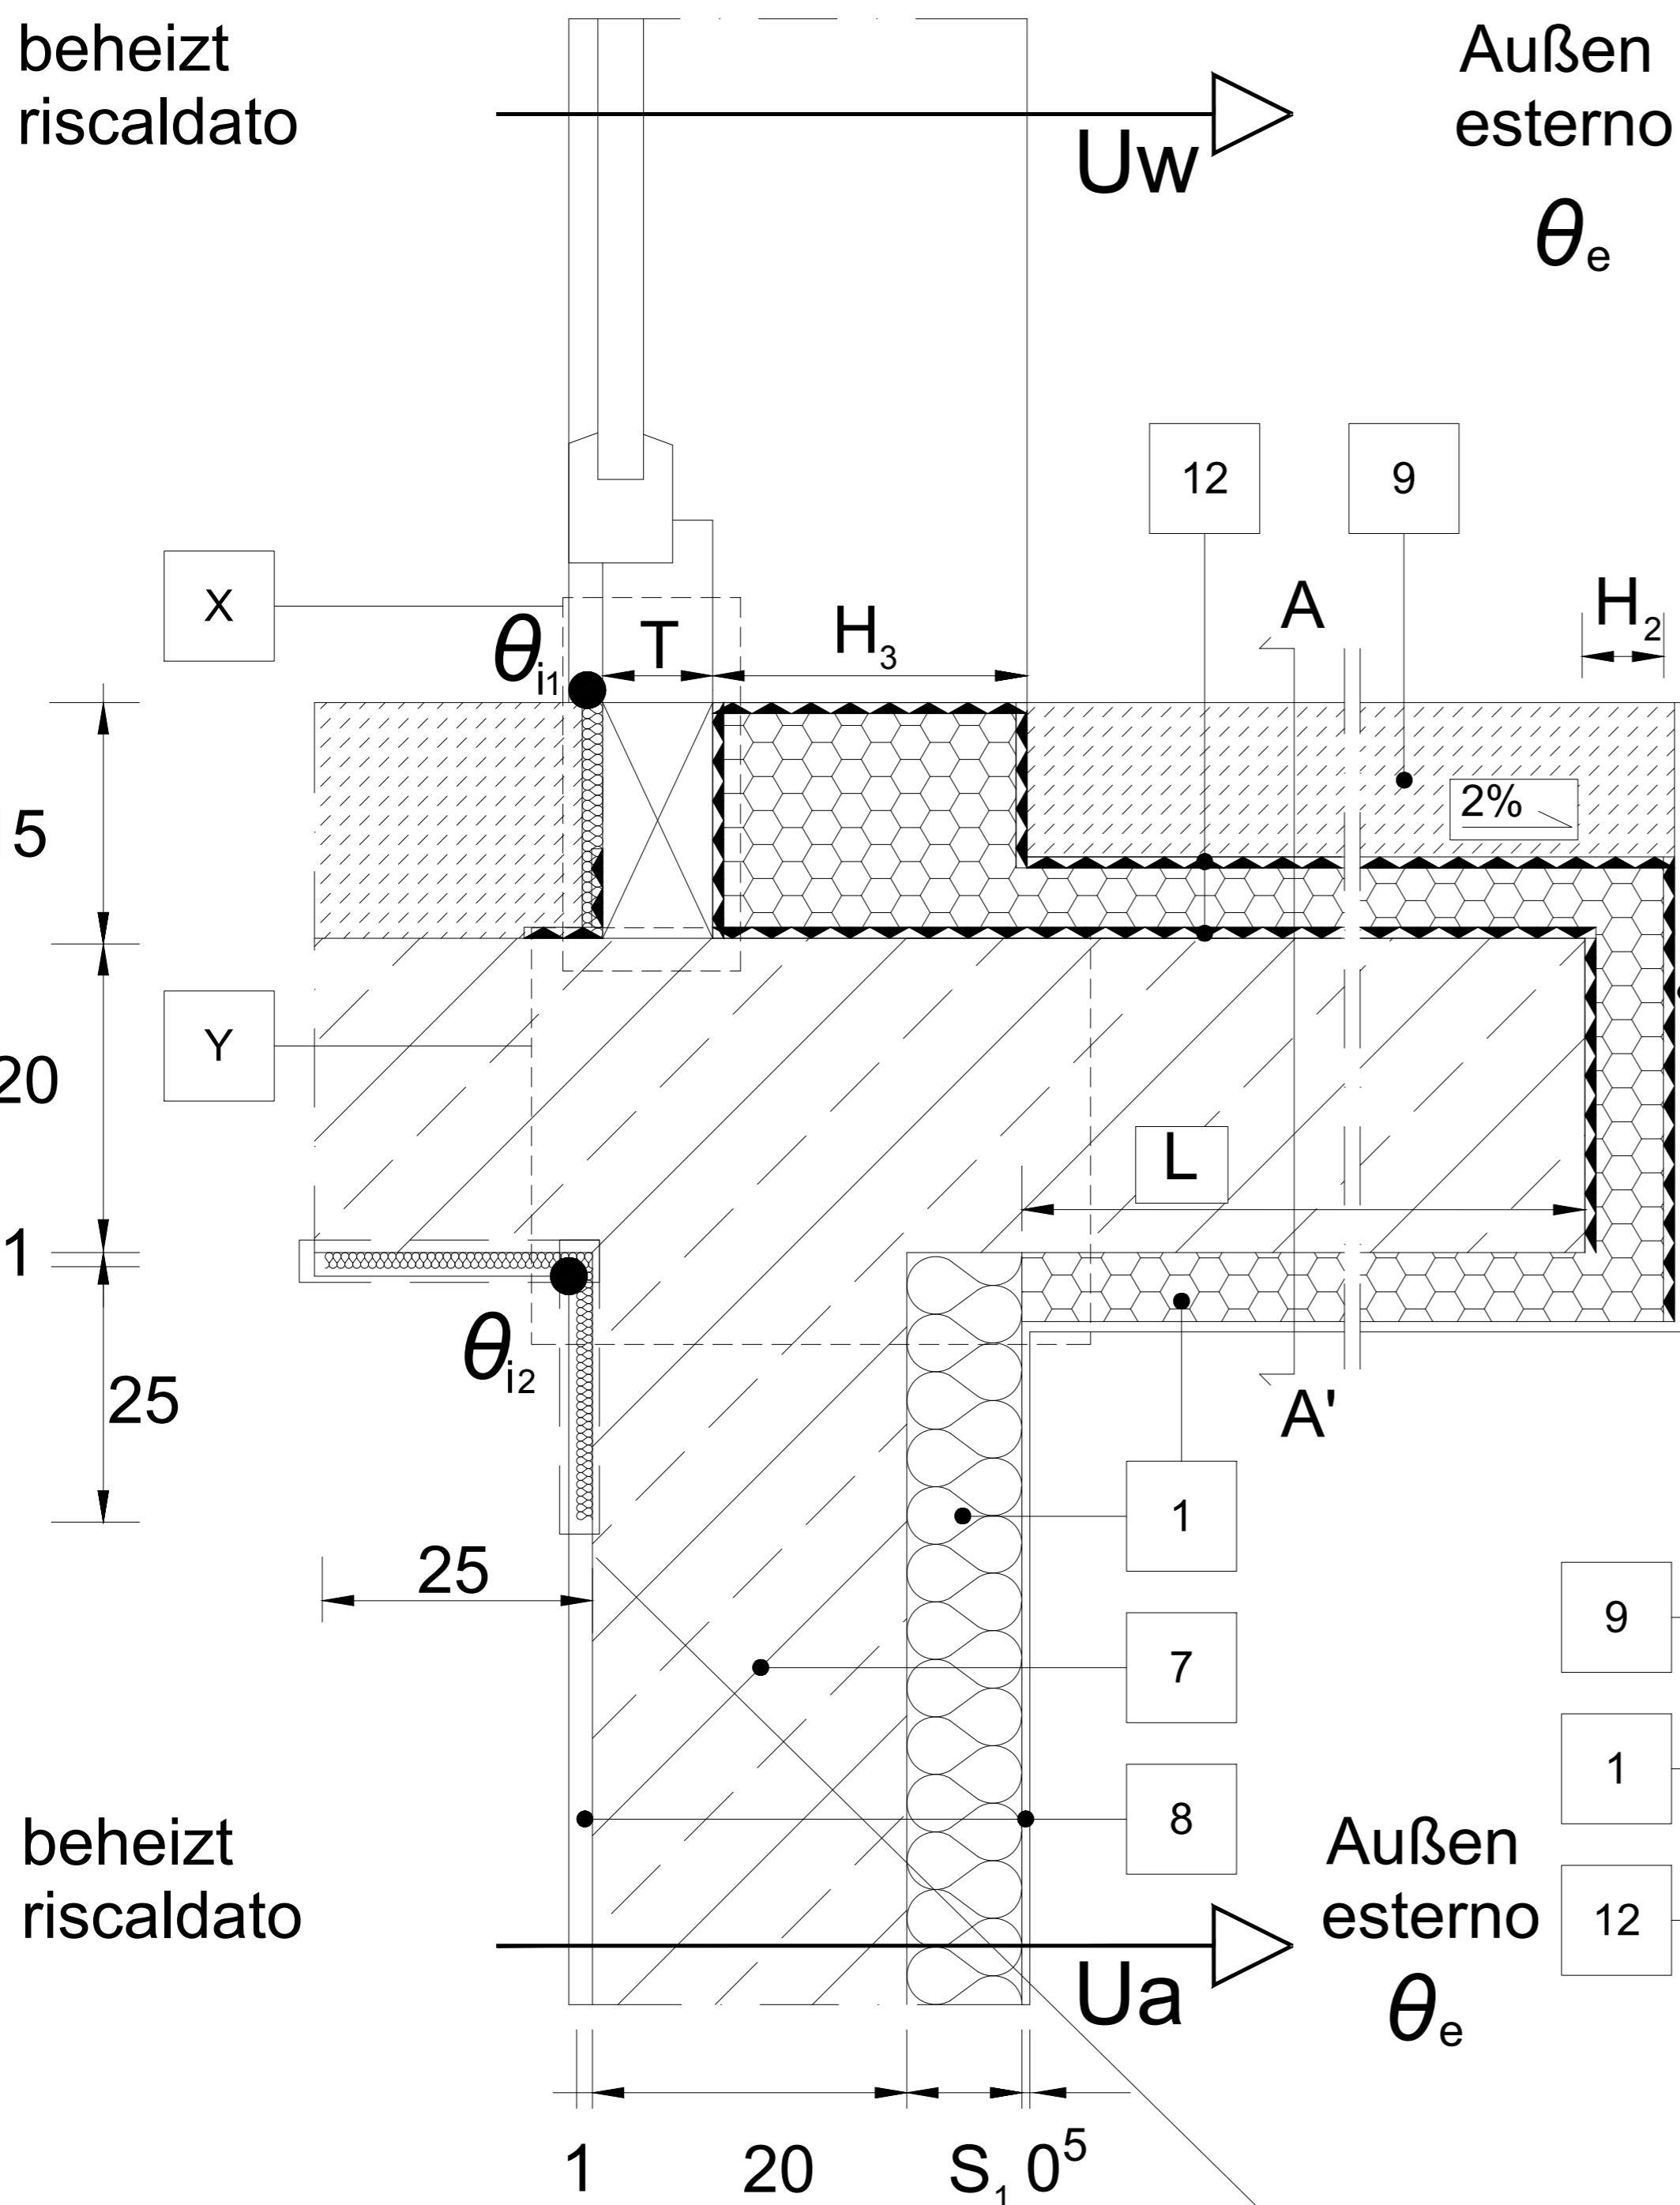 beheizt
riscaldato
Außen
esterno
θe
Uw
12
9
X
θi1
T
H3
A
H2
2%
5
Y
20
L
1
θi2
25
A'
1
25
9
7
1
8
beheizt
riscaldato
Außen
esterno
12
Ua
θe
1
20
S1
0⁵